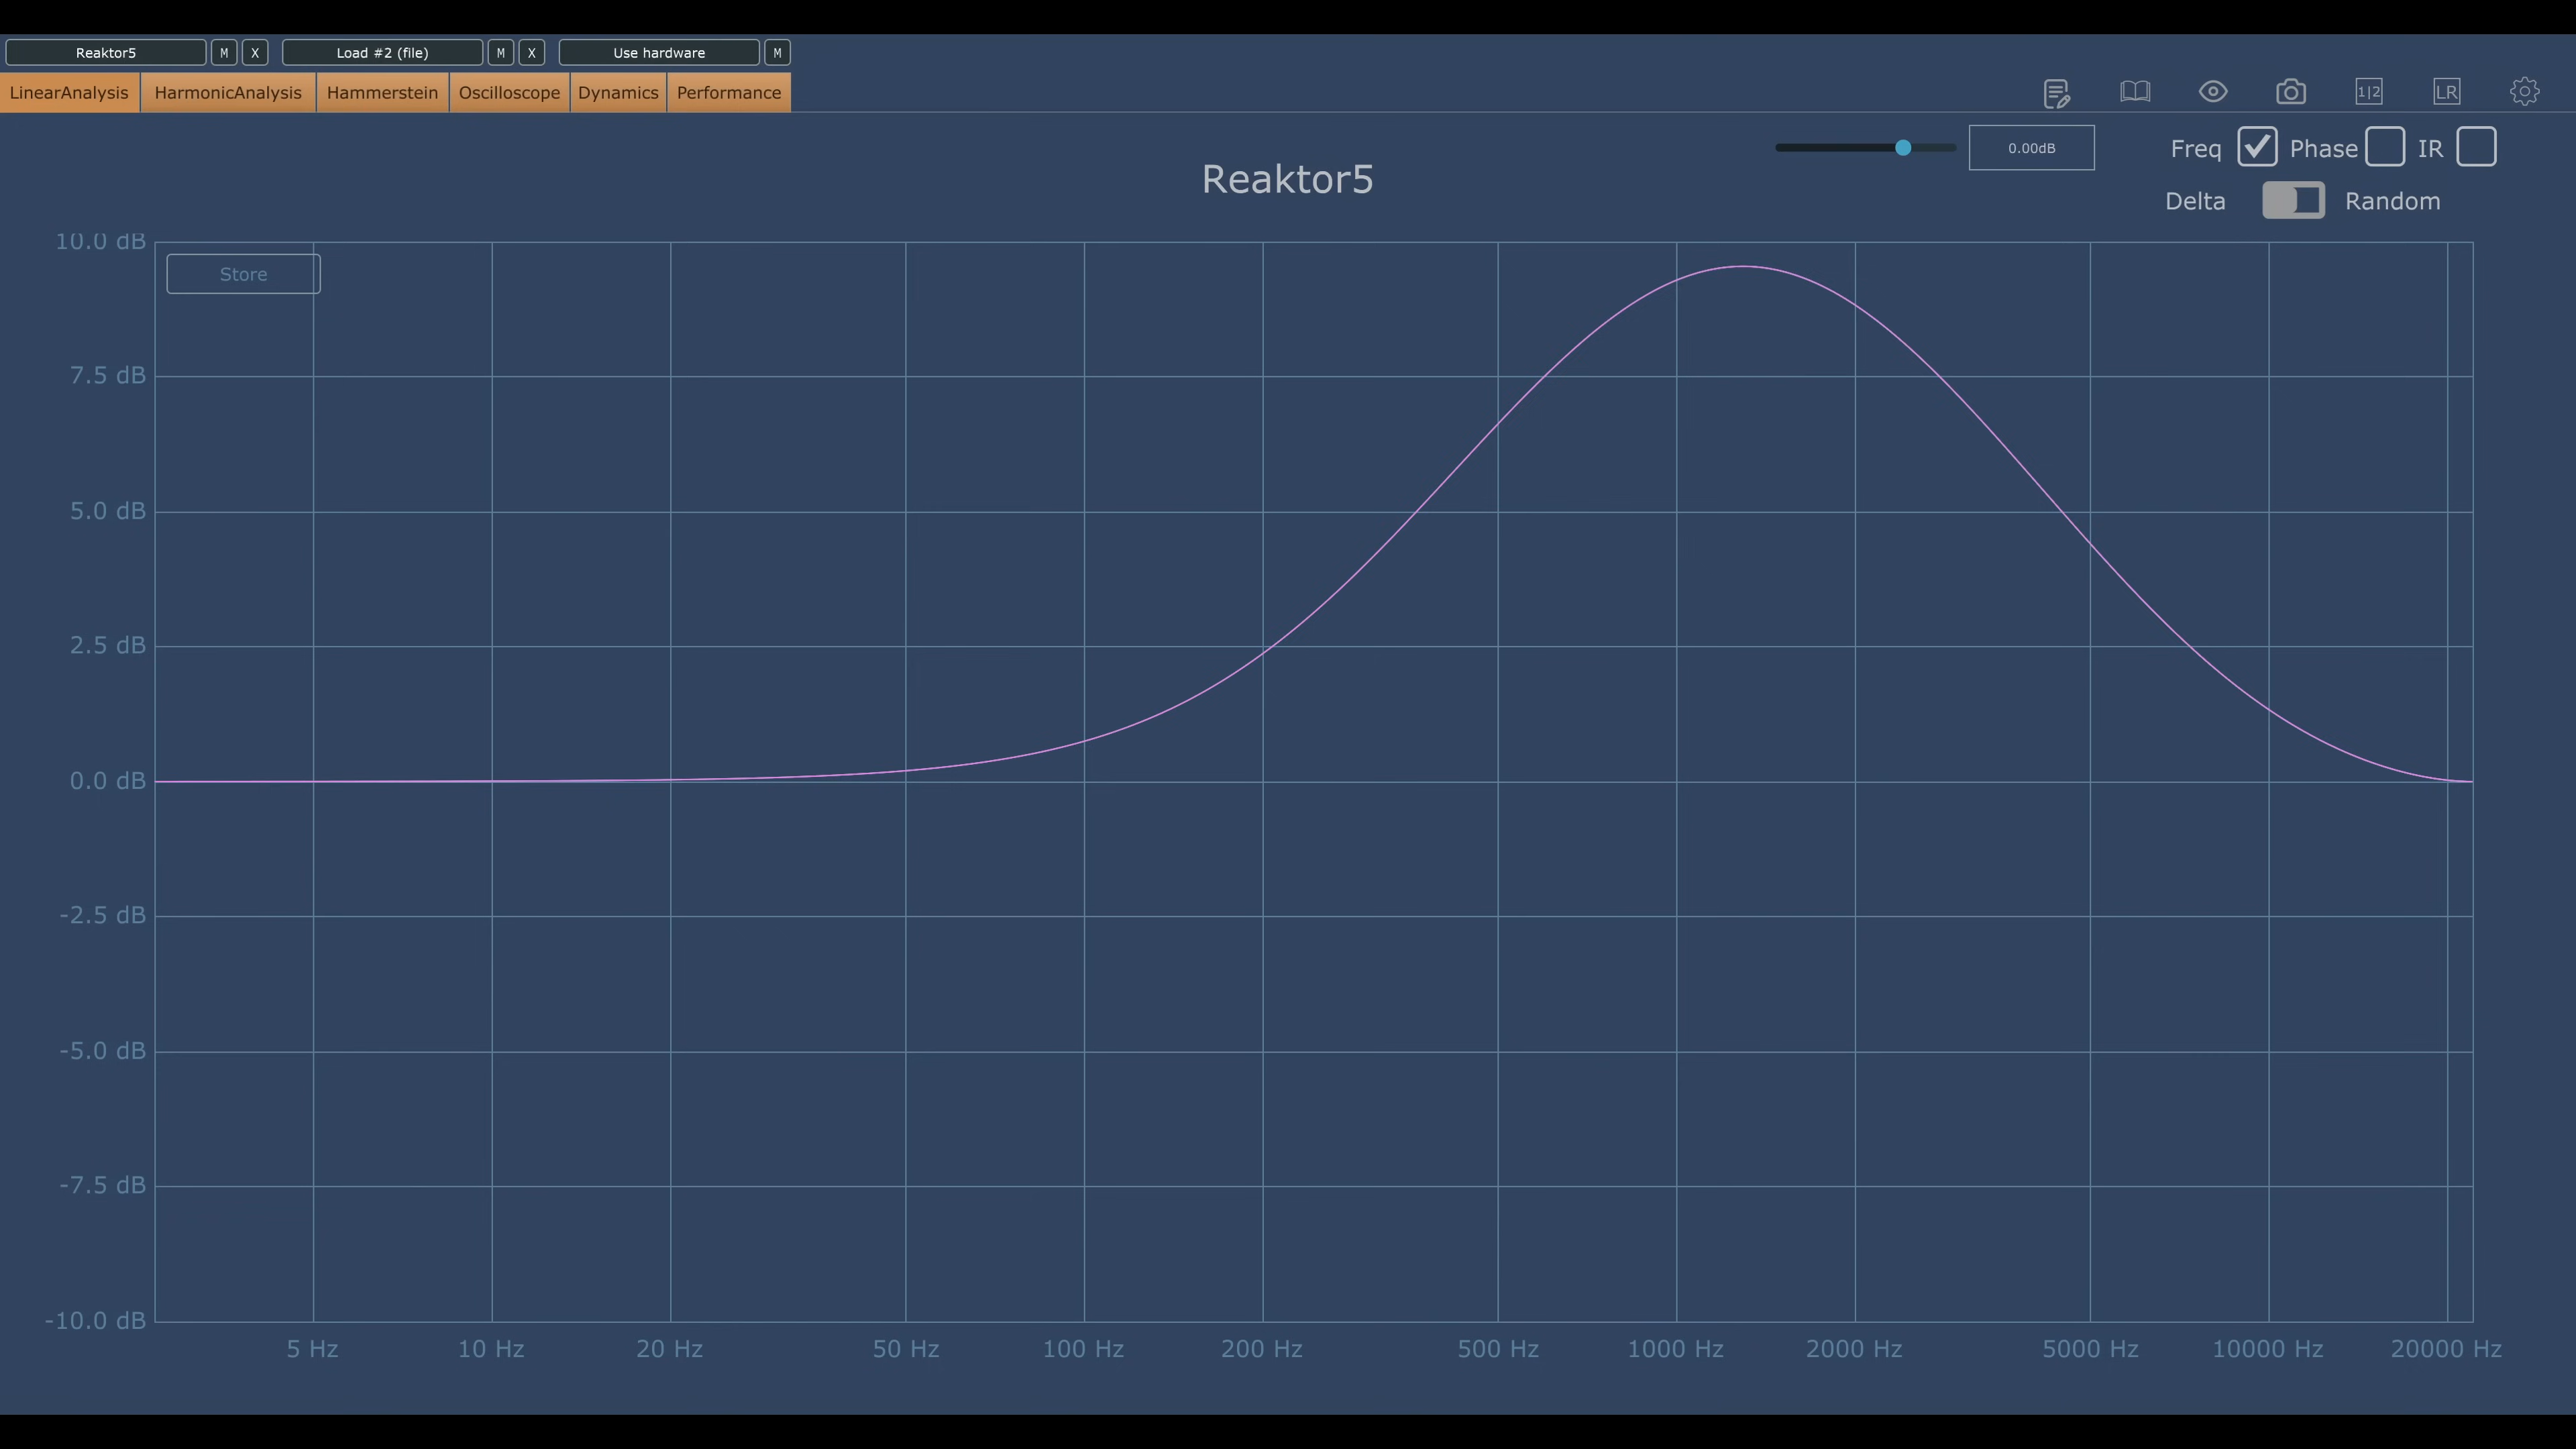 Reaktor5 M X Load #2 (file) M X Use hardware M
LinearAnalysis HarmonicAnalysis Hammerstein Oscilloscope Dynamics Performance 1|2 LR
0.00dB Freq Phase IR
Reaktor5
Delta Random
10.0 dB
Store
7.5 dB
5.0 dB
2.5 dB
0.0 dB
-2.5 dB
-5.0 dB
-7.5 dB
-10.0 dB
5 Hz 10 Hz 20 Hz 50 Hz 100 Hz 200 Hz 500 Hz 1000 Hz 2000 Hz 5000 Hz 10000 Hz 20000 Hz